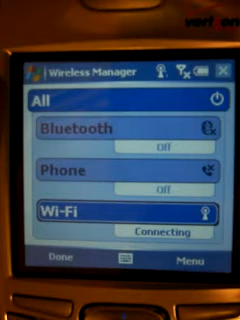 verizon
Wireless Manager
All
Bluetooth
Off
Phone
Off
Wi-Fi
Connecting
Done
Menu